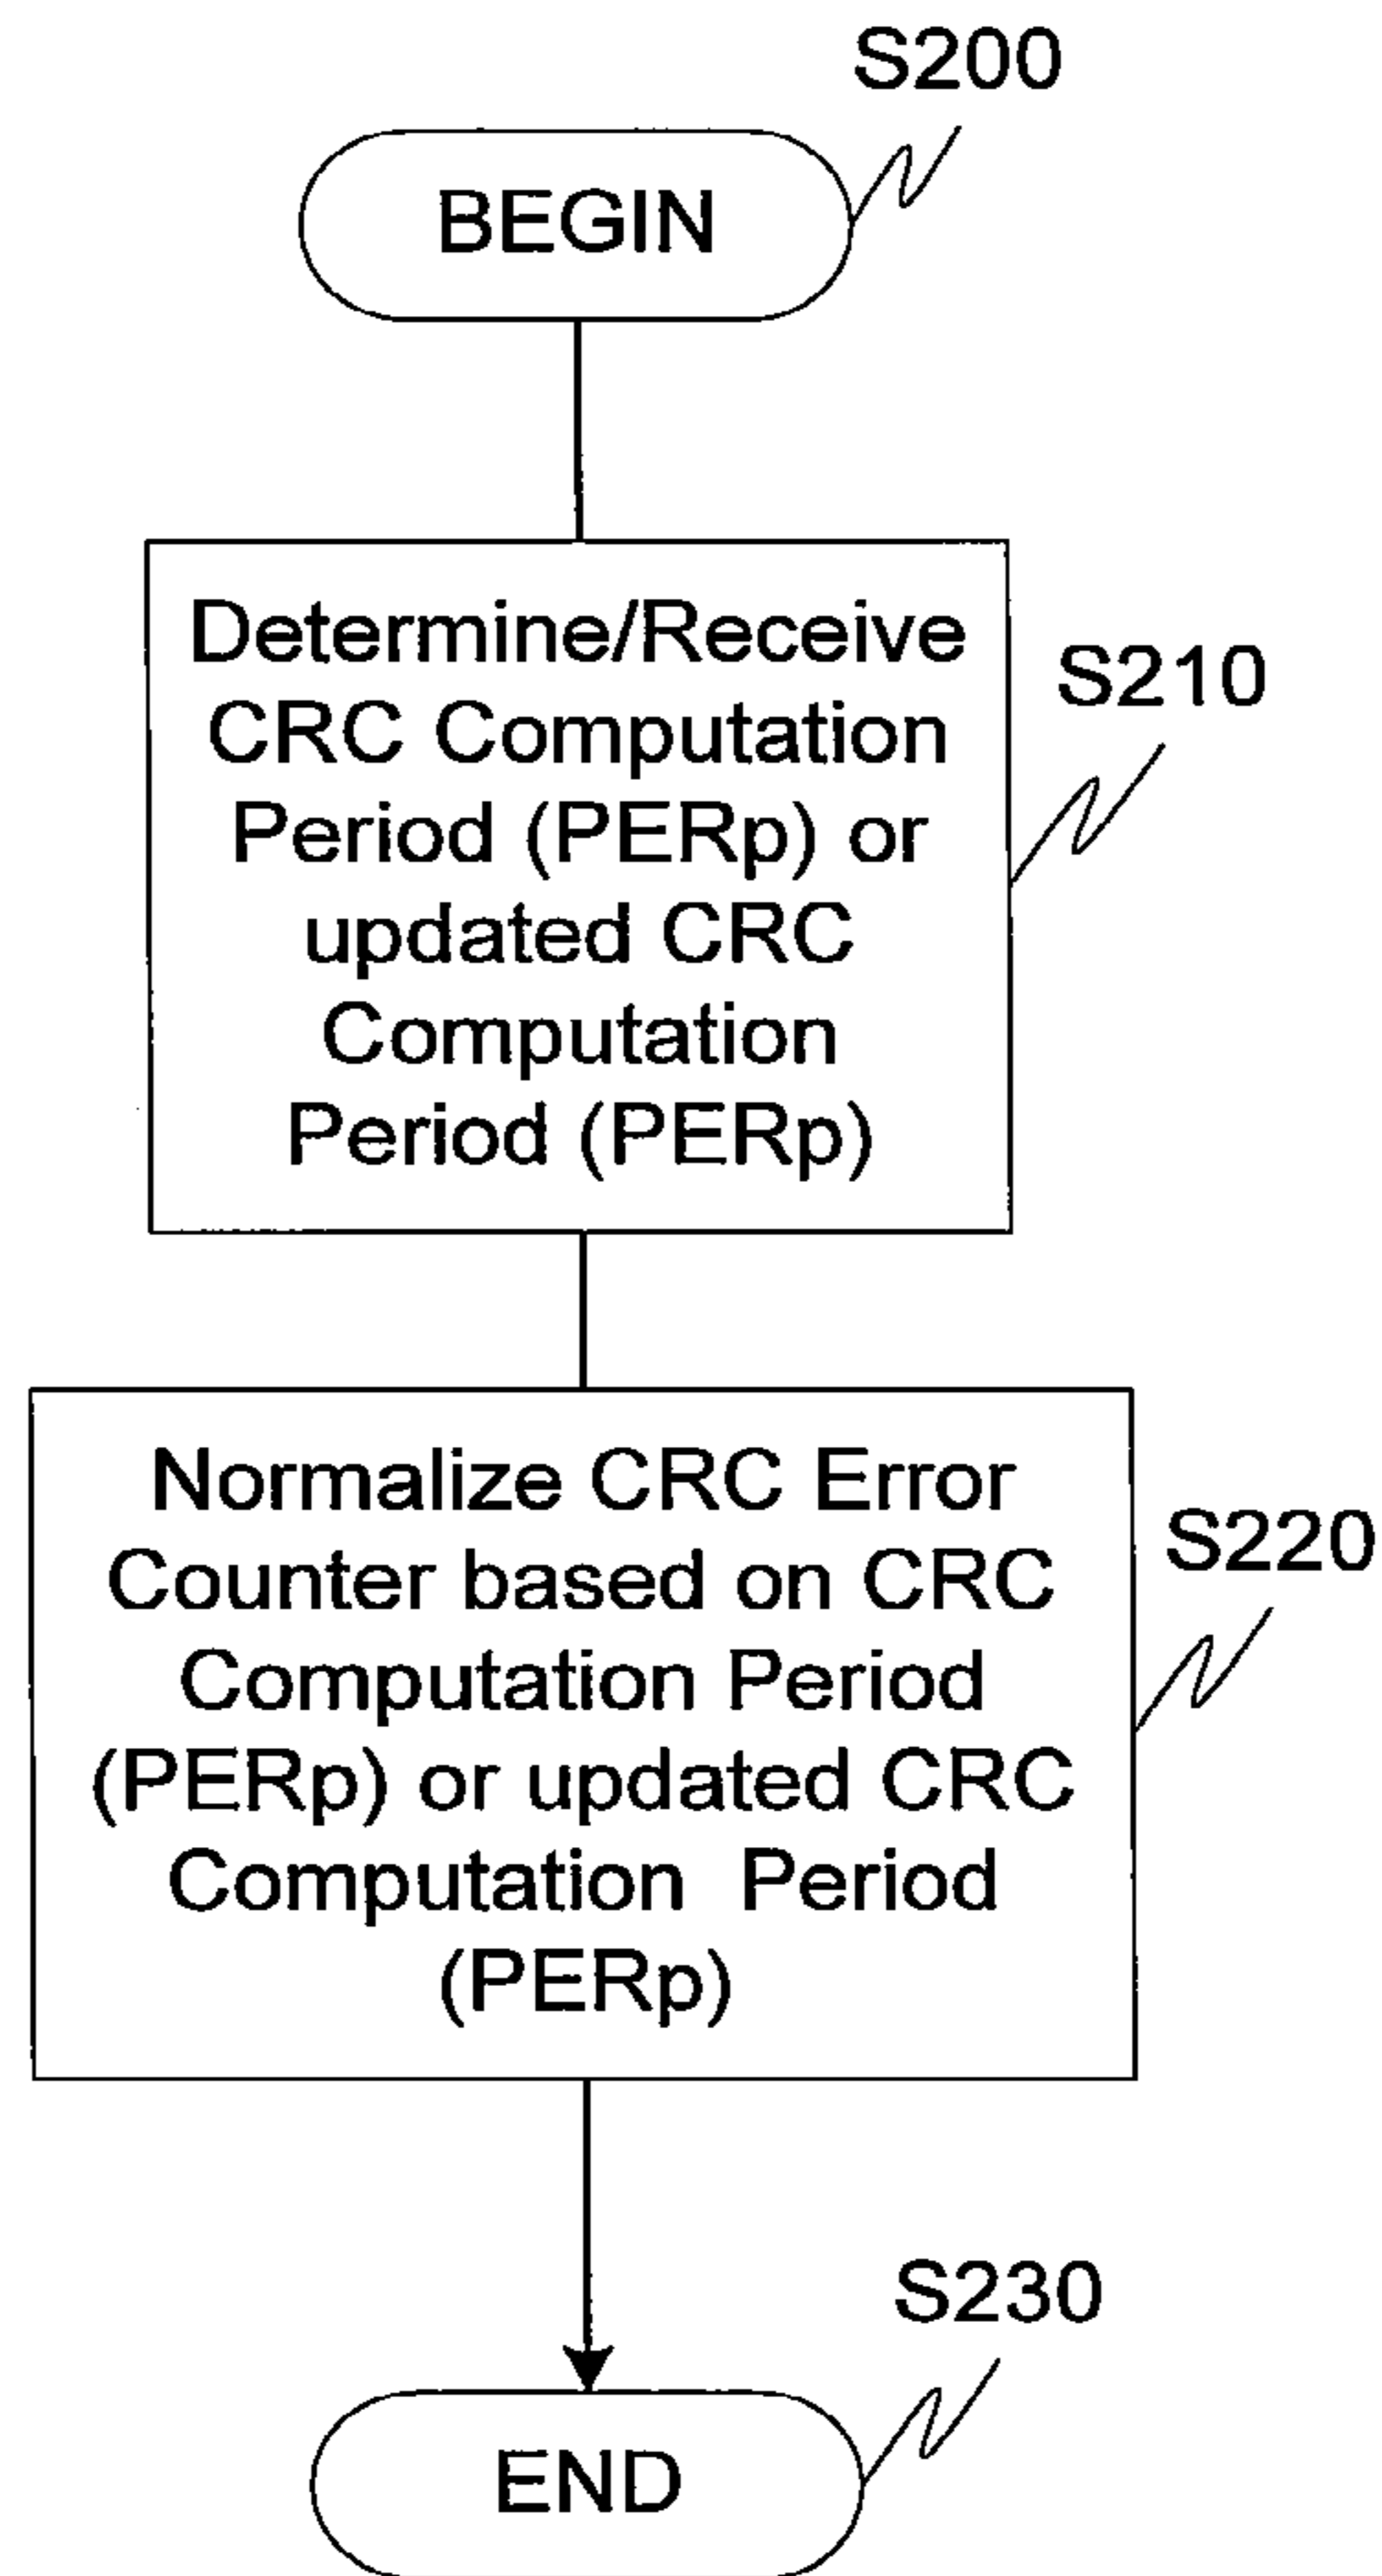 S200
BEGIN
Determine/Receive
CRC Computation
Period (PERp) or
updated CRC
Computation
Period (PERp)
S210
Normalize CRC Error
Counter based on CRC
Computation Period
(PERp) or updated CRC
Computation Period
(PERp)
S220
S230
END